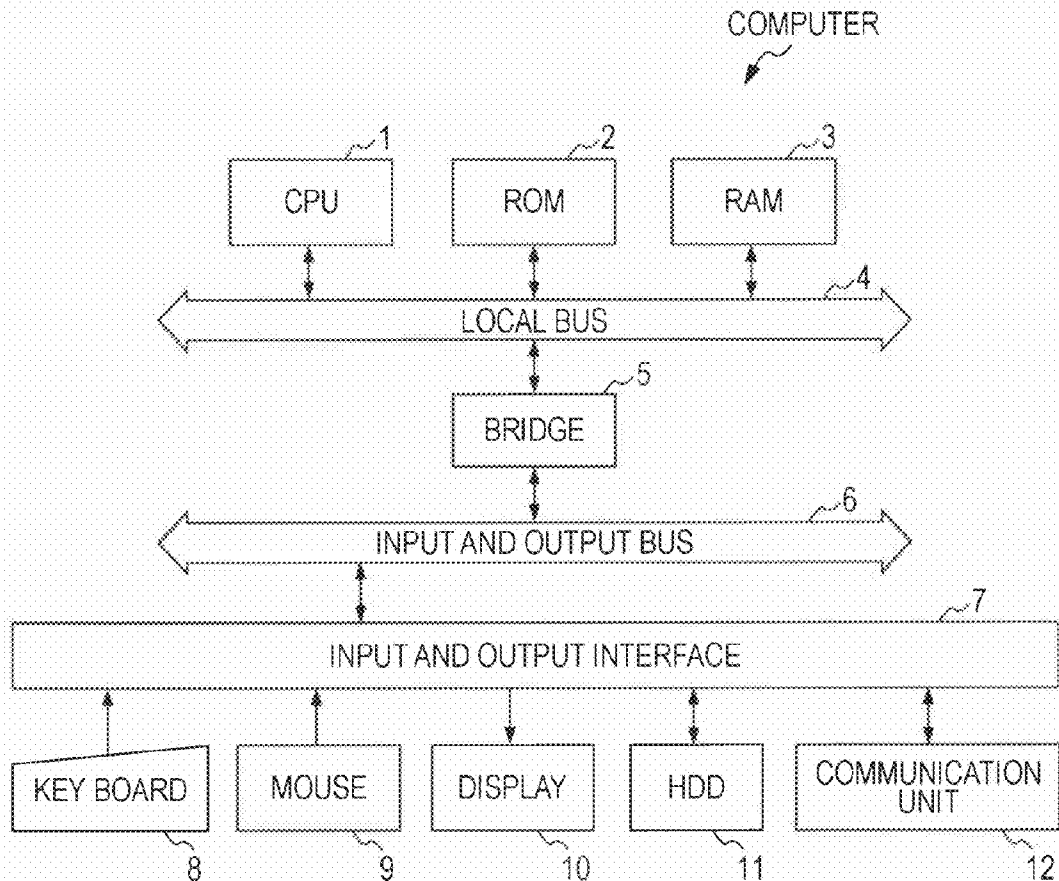 COMPUTER
1
2
3
CPU
ROM
RAM
4
LOCAL BUS
5
BRIDGE
6
INPUT AND OUTPUT BUS
7
INPUT AND OUTPUT INTERFACE
KEY BOARD
MOUSE
DISPLAY
HDD
COMMUNICATION
UNIT
8
9
10
11
12